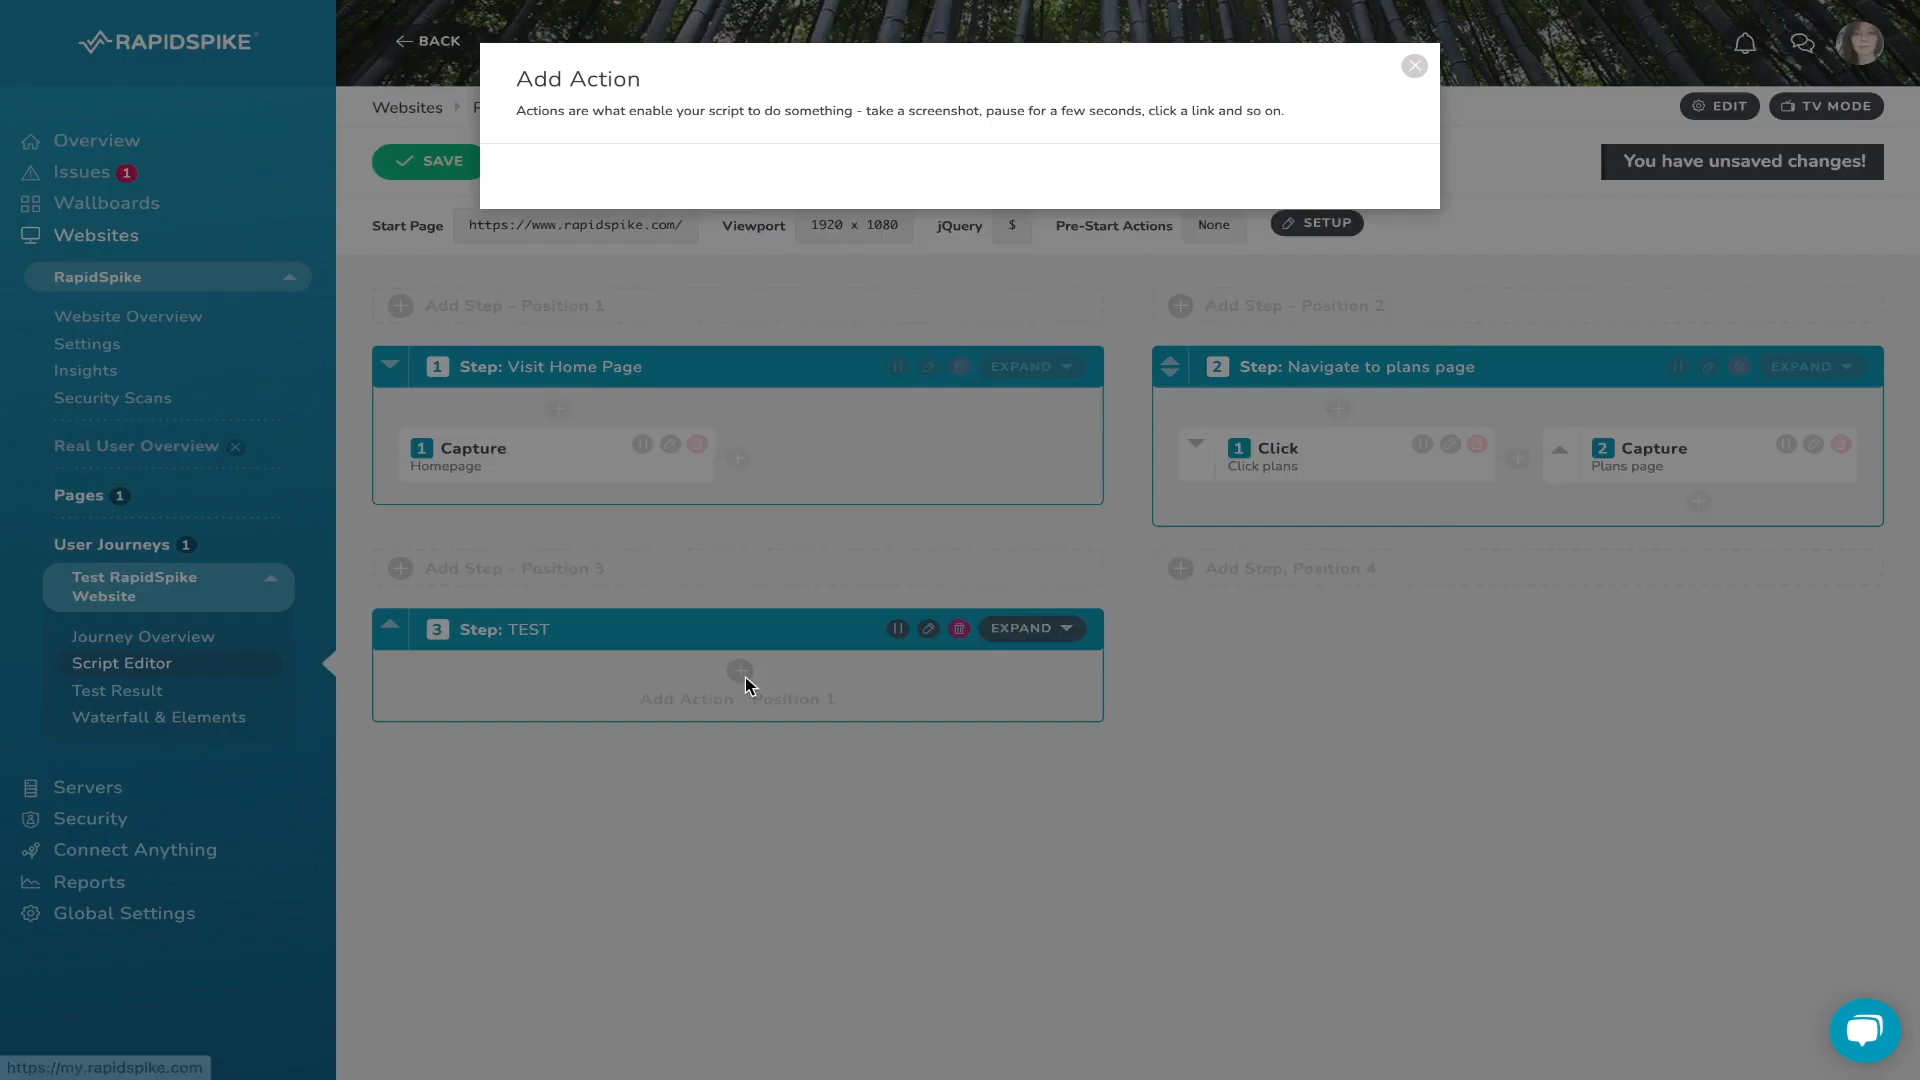 RAPIDSPIKE
BACK
Add Action
Actions are what enable your script to do something - take a screenshot, pause for a few seconds, click a link and so on.
Websites
EDIT
TV MODE
SAVE
You have unsaved changes!
Start Page https://www.rapidspike.com/ Viewport 1920 x 1080 jQuery $ Pre-Start Actions None SETUP
Overview
Issues 1
Wallboards
Websites
RapidSpike
Website Overview
Settings
Insights
Security Scans
Real User Overview
Pages 1
User Journeys 1
Test RapidSpike
Website
Journey Overview
Script Editor
Test Result
Waterfall & Elements
Servers
Security
Connect Anything
Reports
Global Settings
Add Step - Position 1
Add Step - Position 2
1 Step: Visit Home Page EXPAND
1 Capture
Homepage
2 Step: Navigate to plans page EXPAND
1 Click
Click plans
2 Capture
Plans page
Add Step - Position 3
Add Step, Position 4
3 Step: TEST EXPAND
Add Action - Position 1
https://my.rapidspike.com